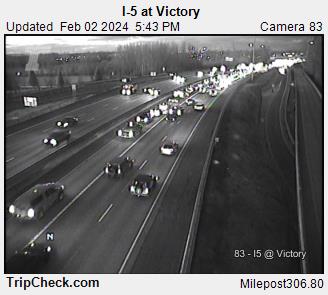 I-5 at Victory
Updated Feb 02 2024 5:43 PM Camera 83
N
83 - I5 @ Victory
TripCheck.com Milepost306.80